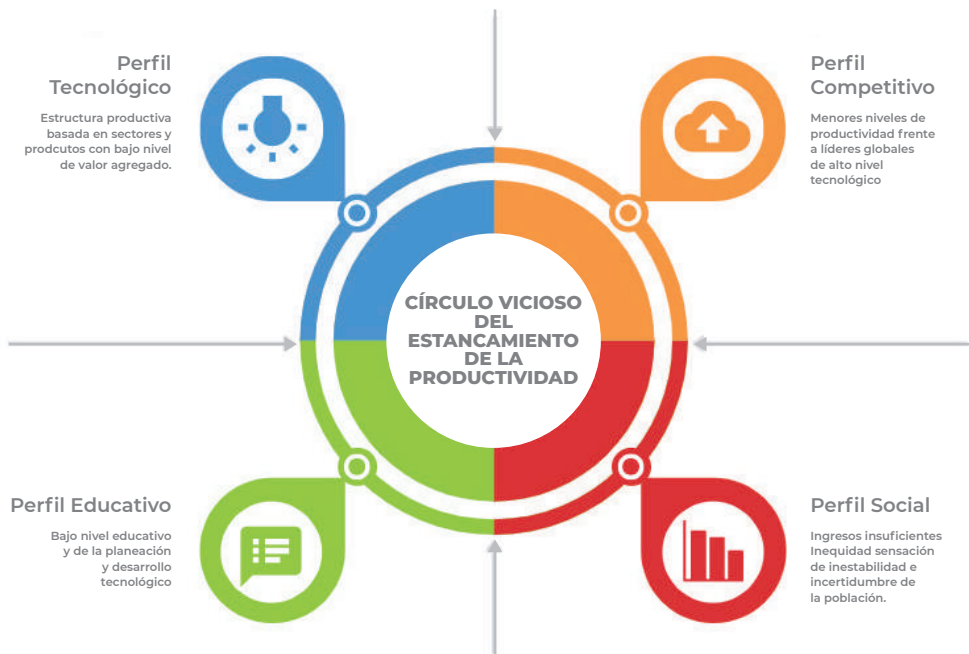 Perfil
Tecnológico
Estructura productiva
basada en sectores y
prodcutos con bajo nivel
de valor agregado.
Perfil
Competitivo
Menores niveles de
productividad frente
a líderes globales
de alto nivel
tecnológico
CÍRCULO VICIOSO
DEL
ESTANCAMIENTO
DE LA
PRODUCTIVIDAD
Perfil Educativo
Bajo nivel educativo
y de la planeación
y desarrollo
tecnológico
Perfil Social
Ingresos insuficientes
Inequidad sensación
de inestabilidad e
incertidumbre de
la población.